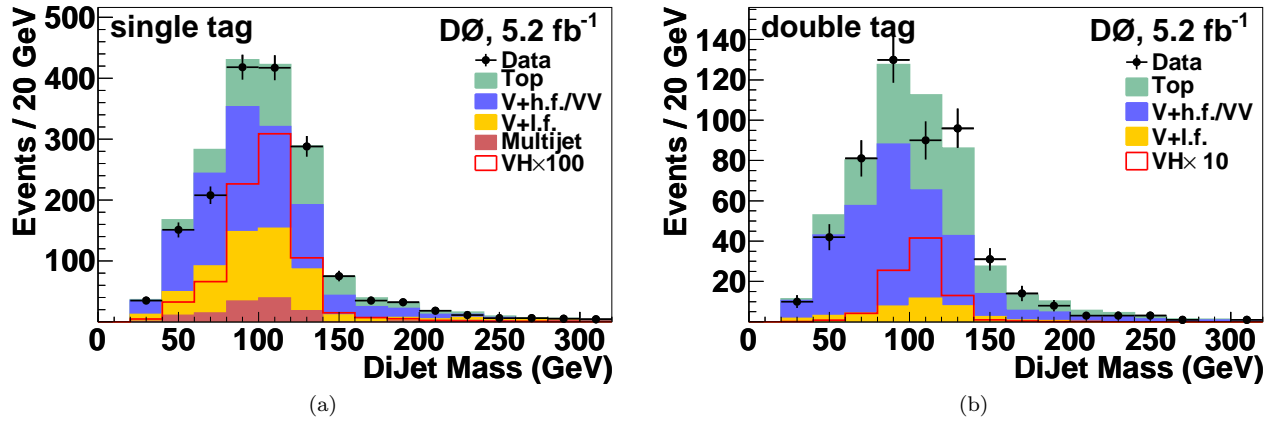 single tag
DØ, 5.2 fb⁻¹
Data
Top
V+h.f./VV
V+l.f.
Multijet
VH×100
Events / 20 GeV
500
400
300
200
100
0 50 100 150 200 250 300
DiJet Mass (GeV)
(a)
double tag
DØ, 5.2 fb⁻¹
Data
Top
V+h.f./VV
V+l.f.
VH× 10
Events / 20 GeV
140
120
100
80
60
40
20
0 50 100 150 200 250 300
DiJet Mass (GeV)
(b)